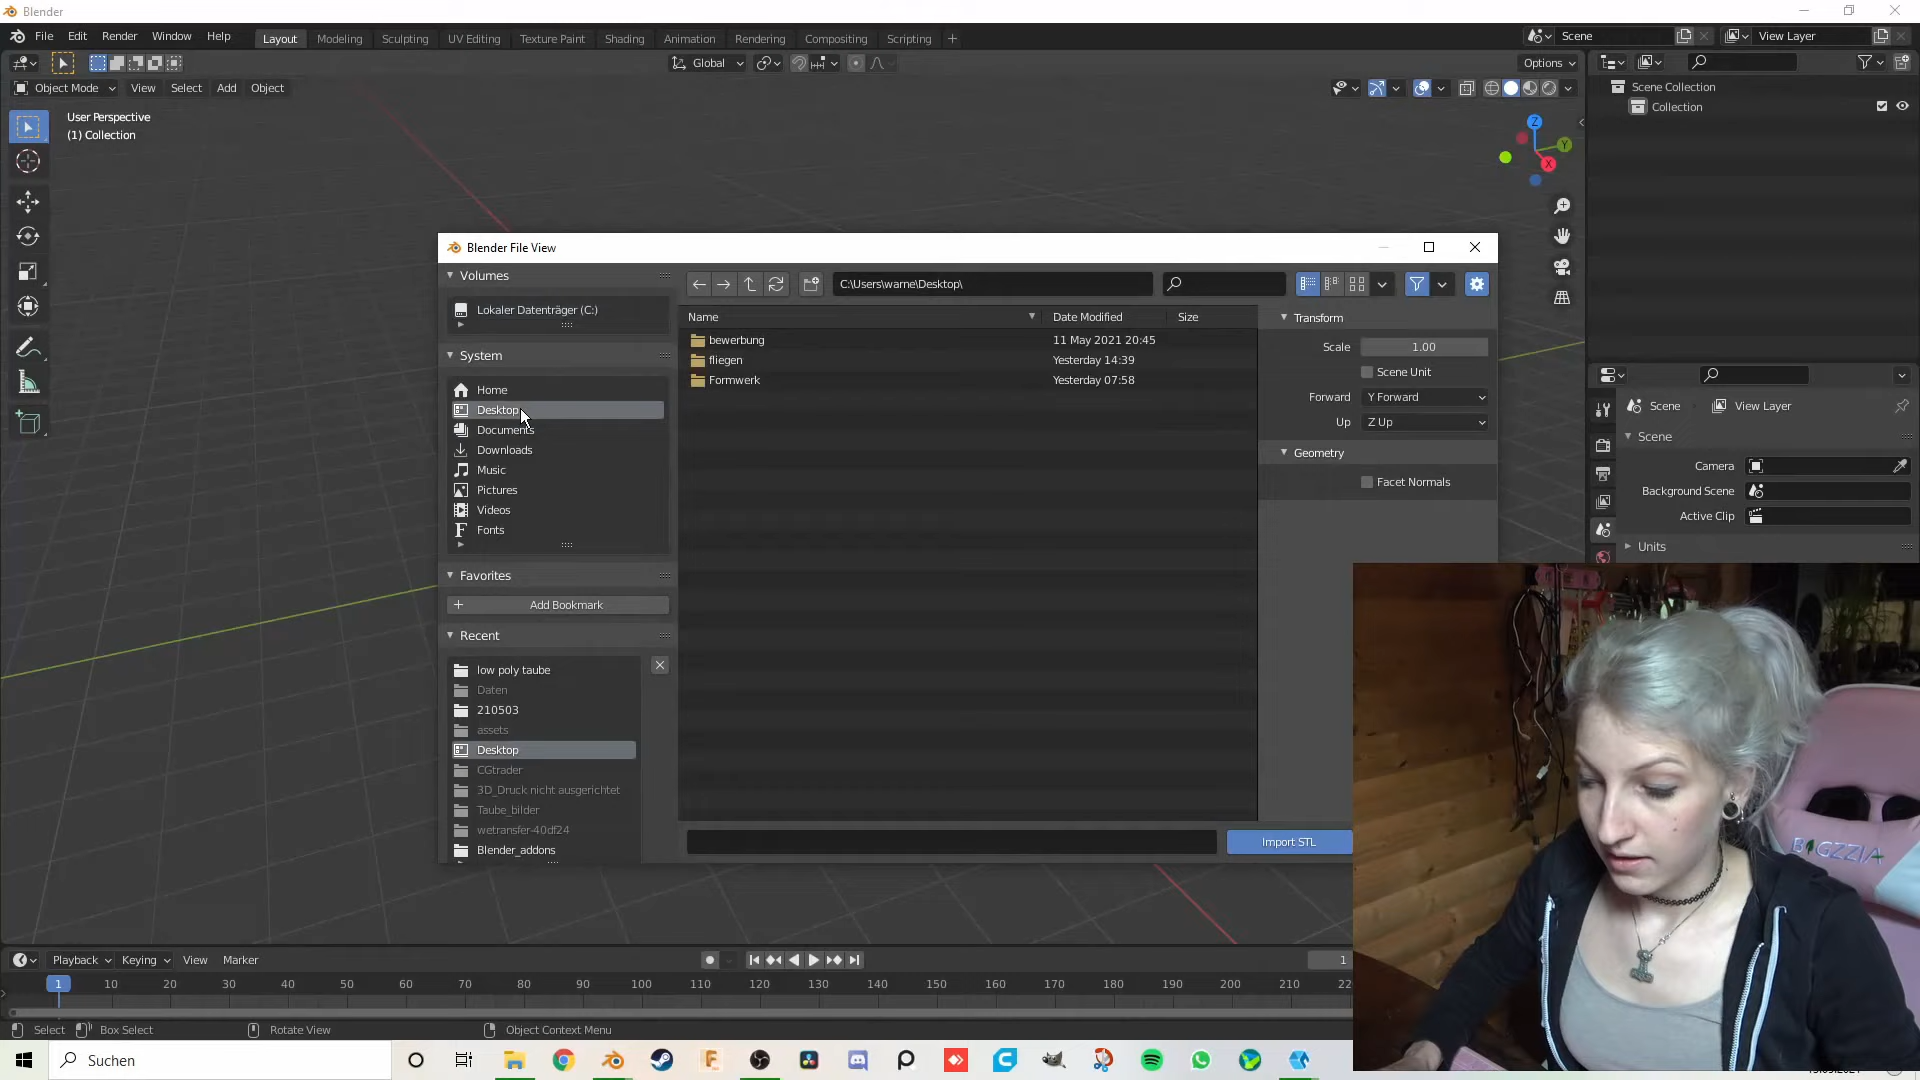 Blender
File Edit Render Window Help Layout Modeling Sculpting UV Editing Texture Paint Shading Animation Rendering Compositing Scripting Scene View Layer
Global Options
Object Mode View Select Add Object
User Perspective
(1) Collection
Z
Y
X
Scene Collection
Collection
Blender File View
Volumes
Lokaler Datenträger (C:)
System
Home
Desktop
Documents
Downloads
Music
Pictures
Videos
Fonts
Favorites
Add Bookmark
Recent
low poly taube
Daten
210503
assets
Desktop
CGtrader
3D_Druck nicht ausgerichtet
Taube_bilder
wetransfer-40df24
Blender_addons
C:\Users\warne\Desktop\
Name Date Modified Size
bewerbung 11 May 2021 20:45
fliegen Yesterday 14:39
Formwerk Yesterday 07:58
Transform
Scale 1.00
Scene Unit
Forward Y Forward
Up Z Up
Geometry
Facet Normals
Import STL
Scene View Layer
Scene
Camera
Background Scene
Active Clip
Units
BIGZZIA
Playback Keying View Marker 1
1 10 20 30 40 50 60 70 80 90 100 110 120 130 140 150 160 170 180 190 200 210
Select Box Select Rotate View Object Context Menu
Suchen